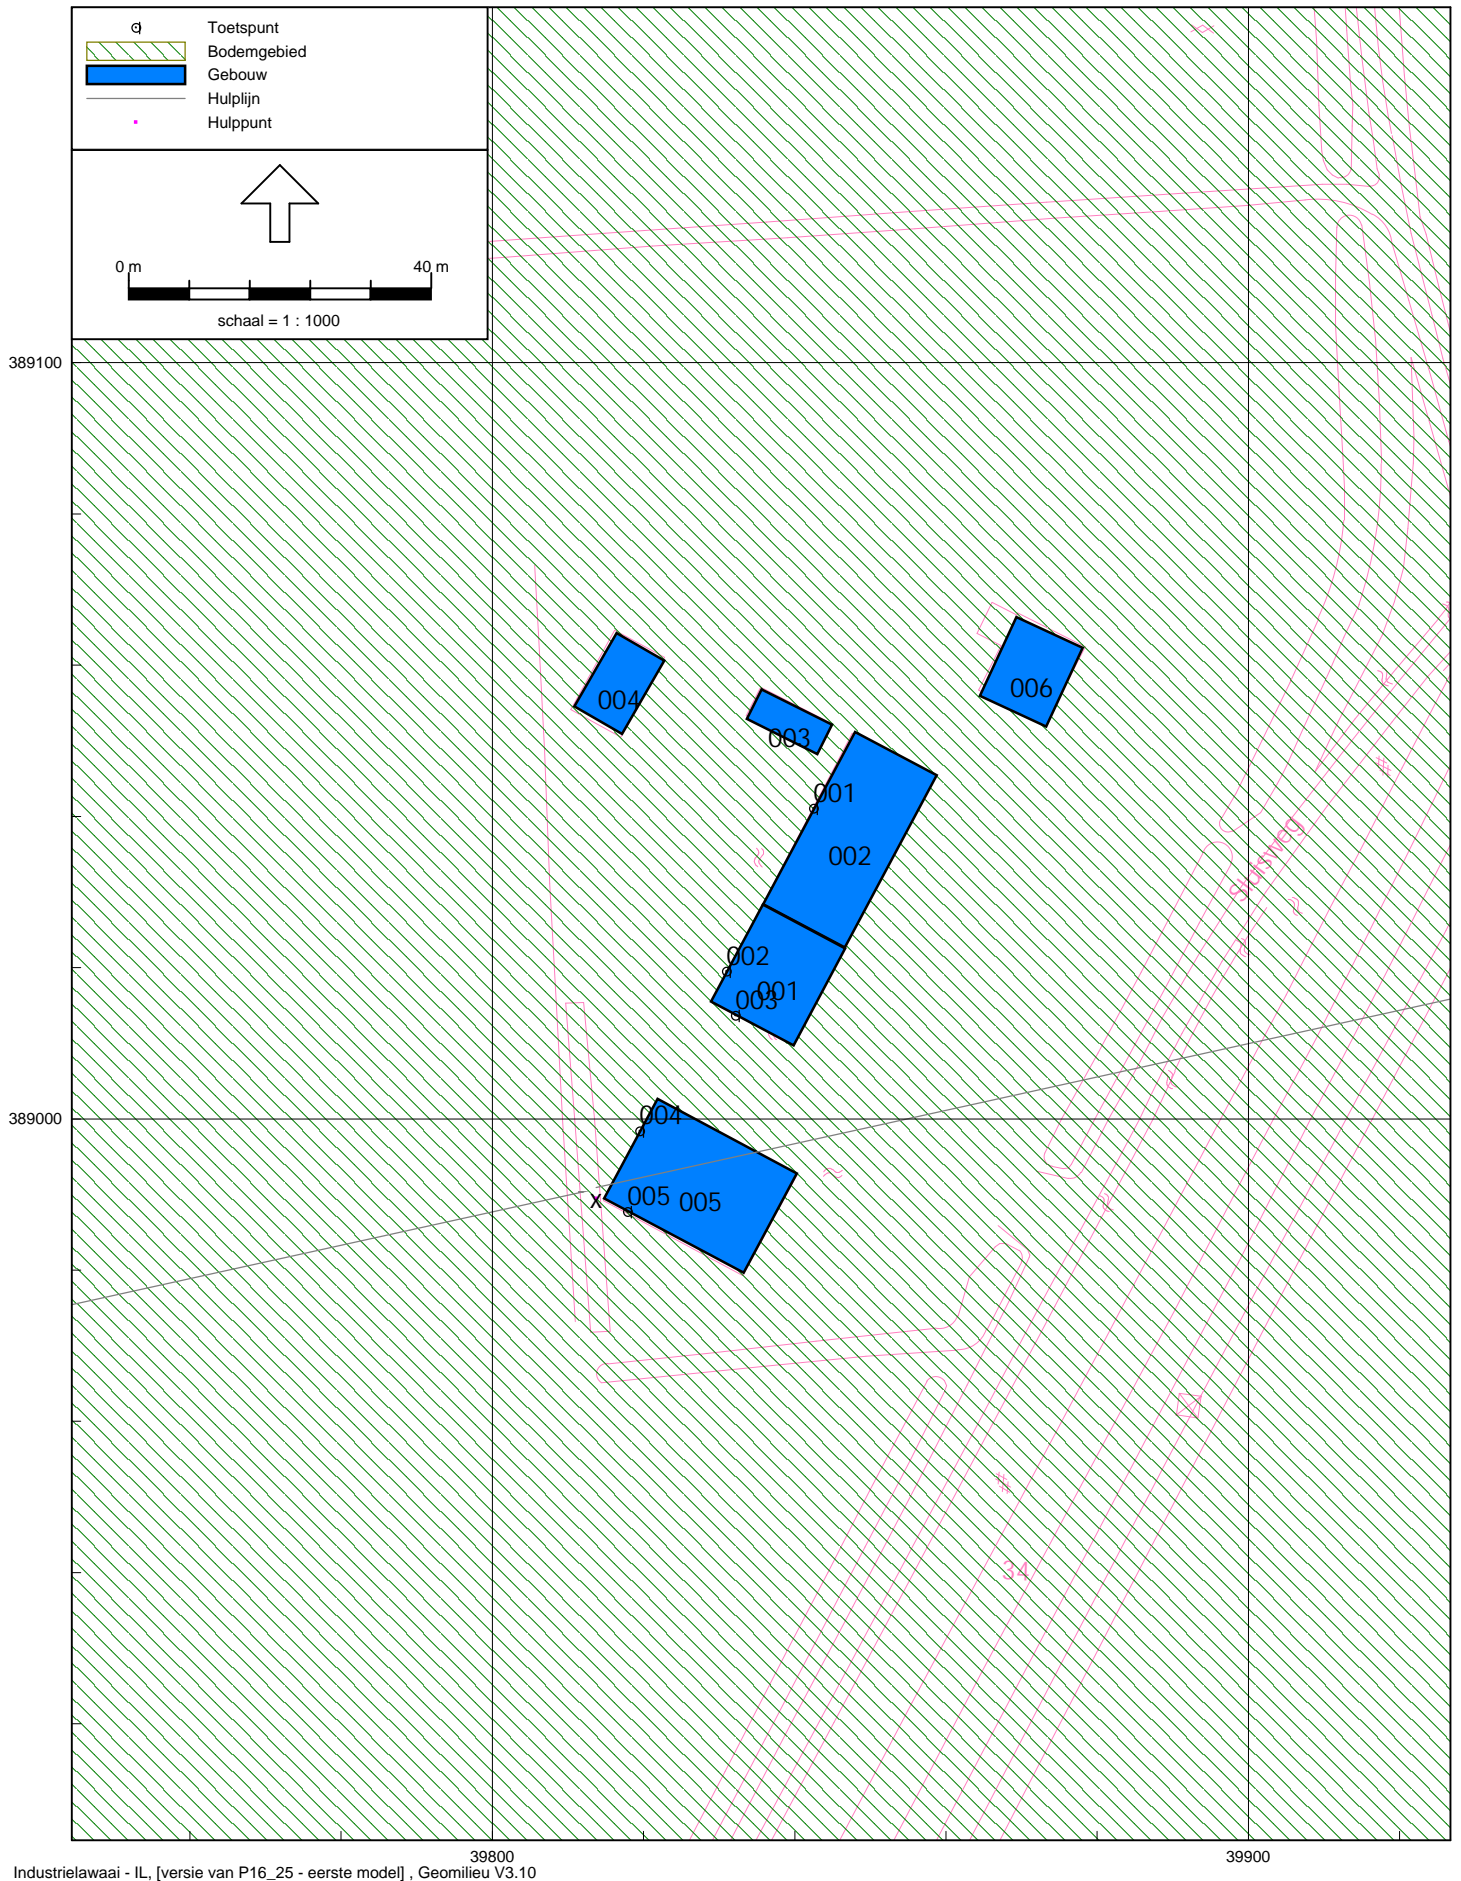 Toetspunt
Bodemgebied
Gebouw
Hulplijn
Hulppunt
0 m
40 m
schaal = 1 : 1000
389100
004
006
003
001
002
Sluisweg
002
001
003
389000
004
005
005
x
34
39800
39900
Industrielawaai - IL, [versie van P16_25 - eerste model] , Geomilieu V3.10